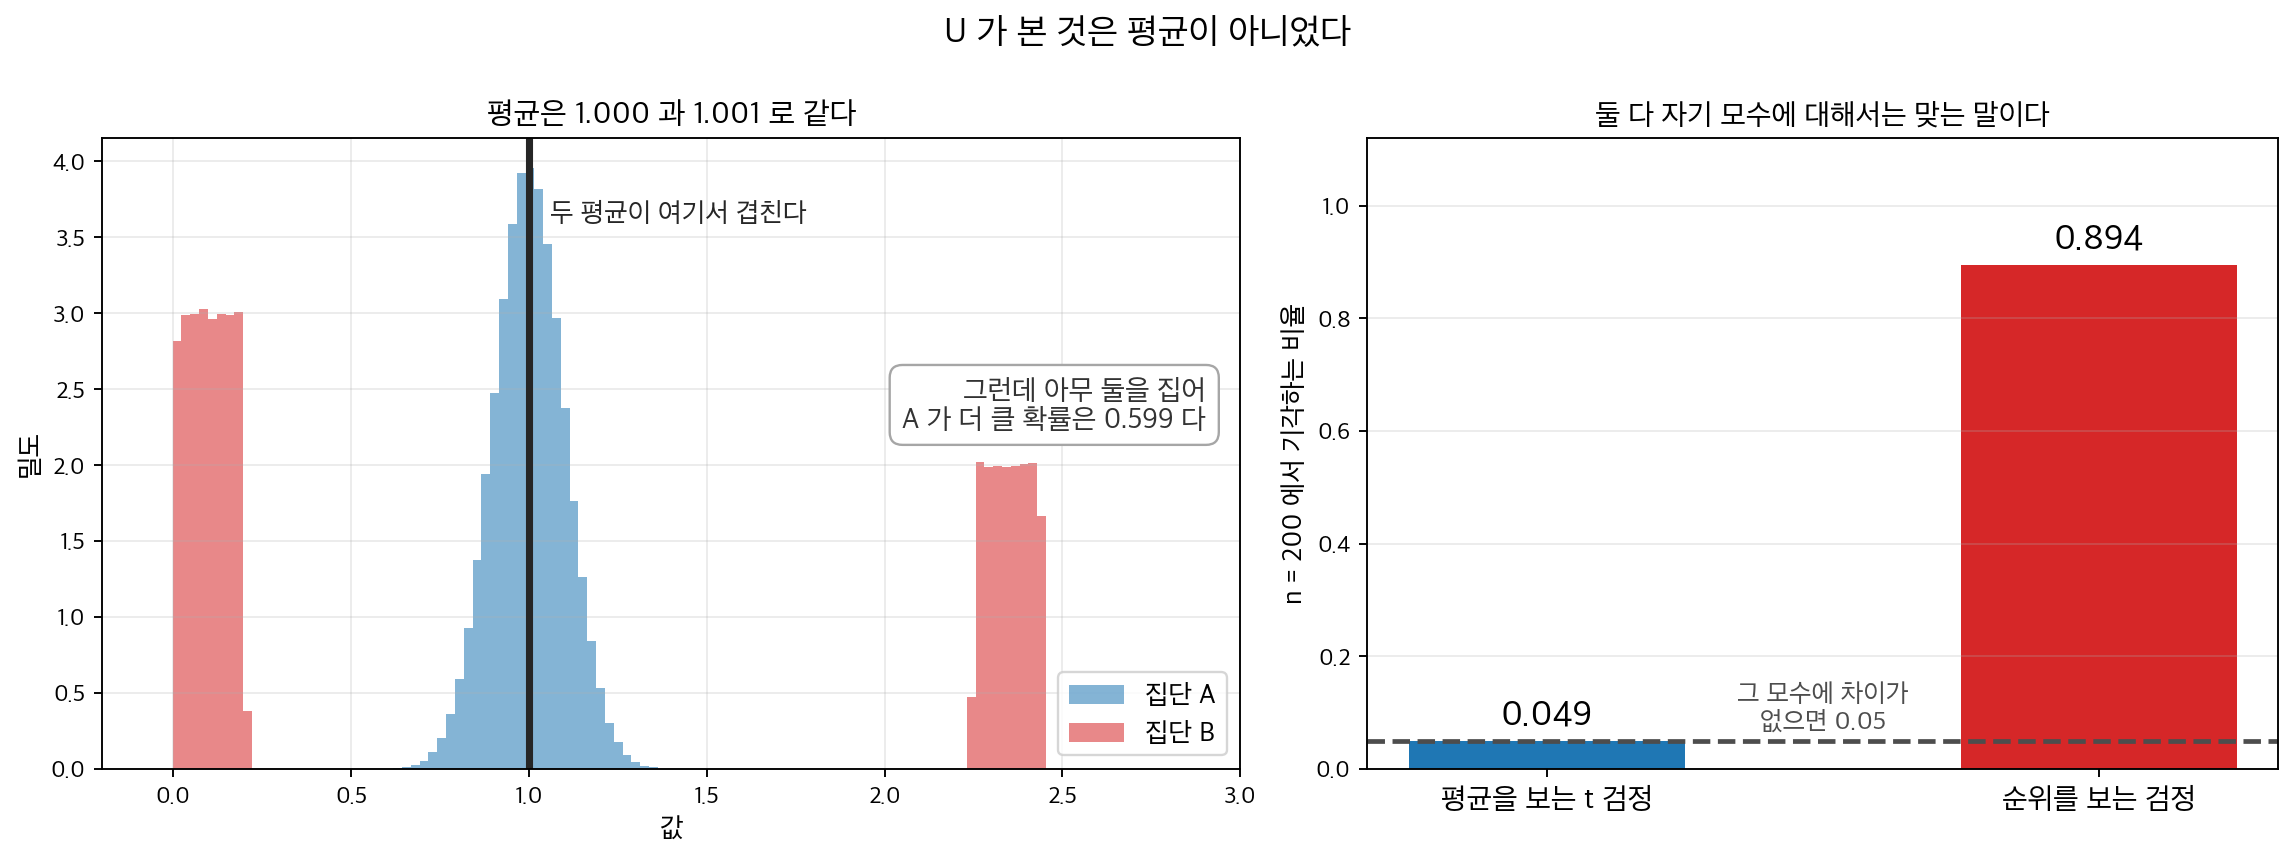 U 가 본 것은 평균이 아니었다
평균은 1.000 과 1.001 로 같다
밀도
4.0
3.5
3.0
2.5
2.0
1.5
1.0
0.5
0.0
두 평균이 여기서 겹친다
그런데 아무 둘을 집어
A 가 더 클 확률은 0.599 다
집단 A
집단 B
0.0
0.5
1.0
1.5
2.0
2.5
3.0
값
둘 다 자기 모수에 대해서는 맞는 말이다
n = 200 에서 기각하는 비율
1.0
0.8
0.6
0.4
0.2
0.0
0.894
0.049
그 모수에 차이가
없으면 0.05
평균을 보는 t 검정
순위를 보는 검정